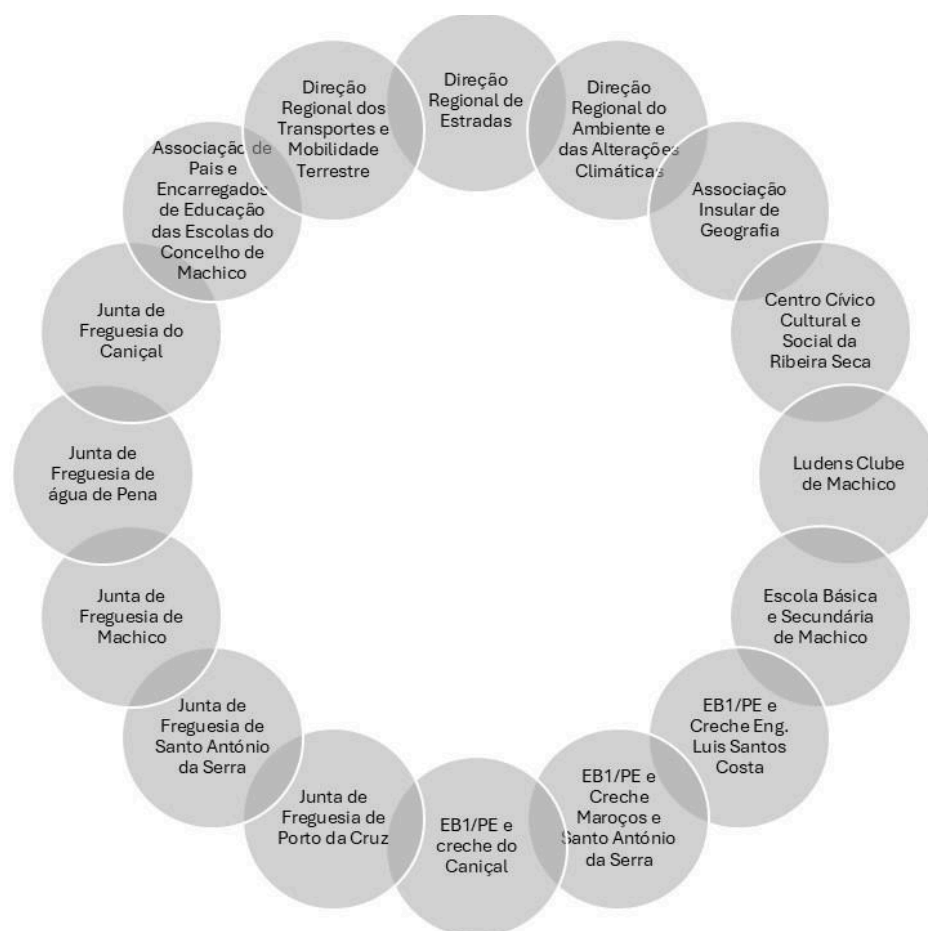 Direção
Regional de
Estradas
Direção
Regional do
Ambiente e
das Alterações
Climáticas
Associação
Insular de
Geografia
Centro Cívico
Cultural e
Social da
Ribeira Seca
Ludens Clube
de Machico
Escola Básica
e Secundária
de Machico
EB1/PE e
Creche Eng.
Luis Santos
Costa
EB1/PE e
Creche
Maroços e
Santo António
da Serra
EB1/PE e
creche do
Caniçal
Junta de
Freguesia de
Porto da Cruz
Junta de
Freguesia de
Santo António
da Serra
Junta de
Freguesia de
Machico
Junta de
Freguesia de
água de Pena
Junta de
Freguesia do
Caniçal
Associação de
Pais e
Encarregados
de Educação
das Escolas do
Concelho de
Machico
Direção
Regional dos
Transportes e
Mobilidade
Terrestre